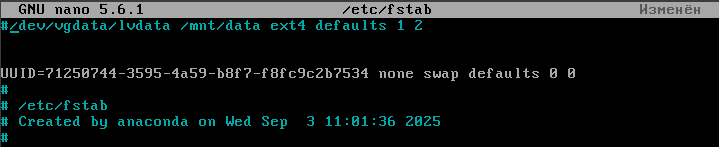 GNU nano 5.6.1 /etc/fstab Изменён
#/dev/vgdata/lvdata /mnt/data ext4 defaults 1 2
UUID=71250744-3595-4a59-b8f7-f8fc9c2b7534 none swap defaults 0 0
#
# /etc/fstab
# Created by anaconda on Wed Sep  3 11:01:36 2025
#